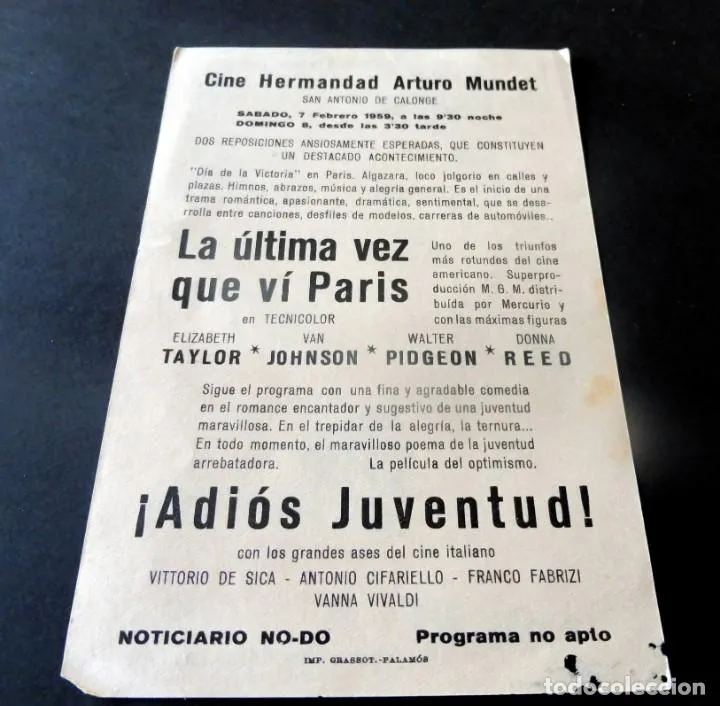 Cine Hermandad Arturo Mundet
SAN ANTONIO DE CALONGE
SABADO, 7 Febrero 1959, a las 9'30 noche
DOMINGO 8, desde las 3'30 tarde
DOS REPOSICIONES ANSIOSAMENTE ESPERADAS, QUE CONSTITUYEN
UN DESTACADO ACONTECIMIENTO.
"Día de la Victoria" en Paris. Algazara, loco jolgorio en calles y
plazas. Himnos, abrazos, música y alegría general. Es el inicio de una
trama romántica, apasionante, dramática, sentimental, que se desa-
rrolla entre canciones, desfiles de modelos, carreras de automóviles..
La última vez
que ví Paris
en TECNICOLOR
Uno de los triunfos
más rotundos del cine
americano. Superpro-
ducción M. G. M. distri-
buída por Mercurio y
con las máximas figuras
ELIZABETH VAN WALTER DONNA
TAYLOR * JOHNSON * PIDGEON * REED
Sigue el programa con una fina y agradable comedia
en el romance encantador y sugestivo de una juventud
maravillosa. En el trepidar de la alegría, la ternura...
En todo momento, el maravilloso poema de la juventud
arrebatadora. La película del optimismo.
¡Adiós Juventud!
con los grandes ases del cine italiano
VITTORIO DE SICA - ANTONIO CIFARIELLO - FRANCO FABRIZI
VANNA VIVALDI
NOTICIARIO NO-DO Programa no apto
IMP. GRASSOT.-PALAMÓS
todocoleccion